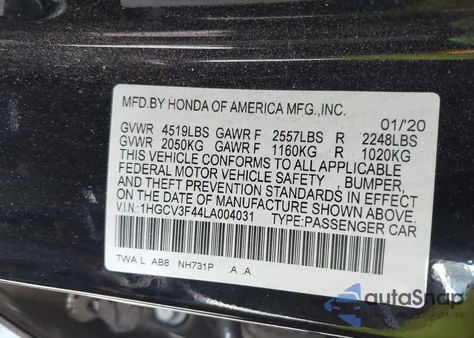 MFD.BY HONDA OF AMERICA MFG.,INC. 01/'20
GVWR 4519LBS GAWR F 2557LBS R 2248LBS
GVWR 2050KG GAWR F 1160KG R 1020KG
THIS VEHICLE CONFORMS TO ALL APPLICABLE
FEDERAL MOTOR VEHICLE SAFETY , BUMPER,
AND THEFT PREVENTION STANDARDS IN EFFECT
ON THE DATE OF MANUFACTURE SHOWN ABOVE.
V.I.N.:1HGCV3F44LA004031 TYPE:PASSENGER CAR
TWA L AB8 NH731P .A .A
autoSnap